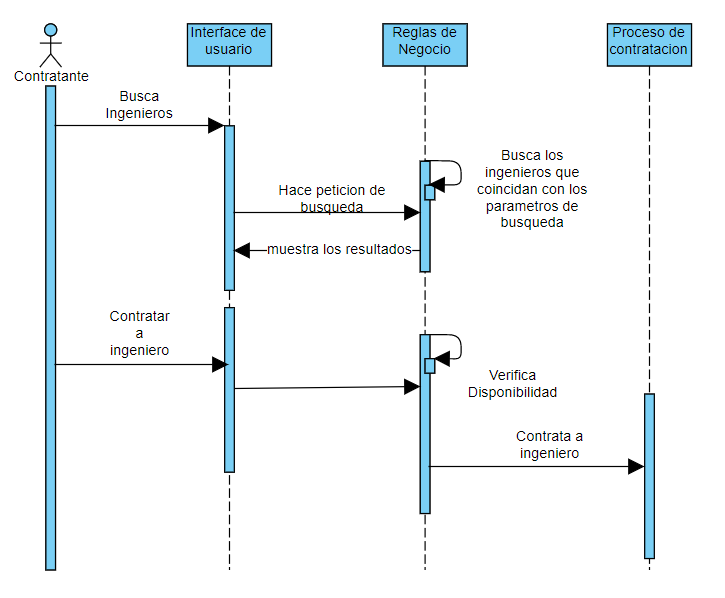 Contratante
Interface de
usuario
Reglas de
Negocio
Proceso de
contratacion
Busca
Ingenieros
Busca los
ingenieros que
coincidan con los
parametros de
busqueda
Hace peticion de
busqueda
muestra los resultados
Contratar
a
ingeniero
Verifica
Disponibilidad
Contrata a
ingeniero